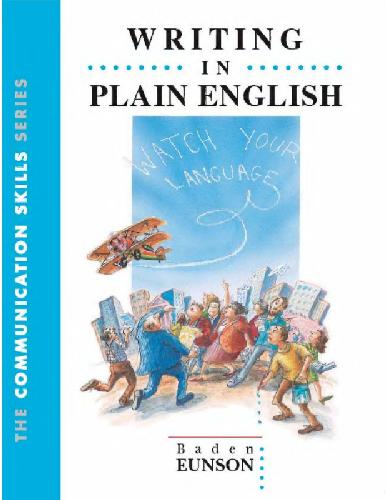 WRITING
IN
PLAIN ENGLISH
WATCH YOUR
LANGUAGE
THE COMMUNICATION SKILLS SERIES
Baden
EUNSON